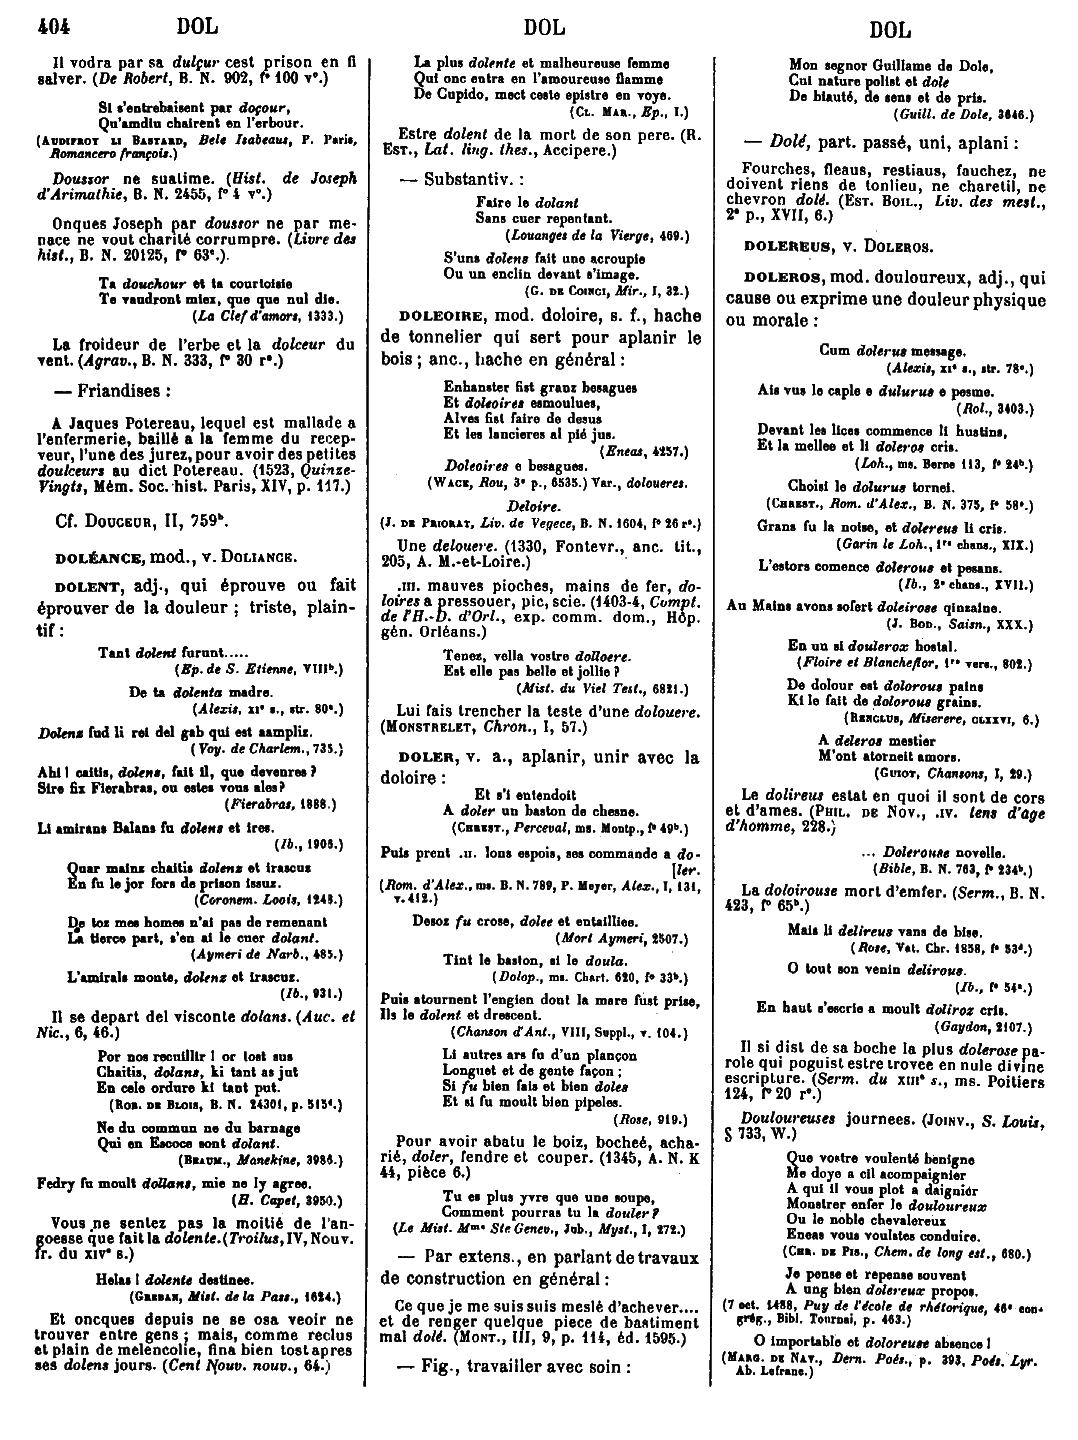 404 DOL DOL DOL
Il vodra par sa dulçur cest prison en fi
salver. (De Robert, B. N. 902, f° 100 v°.)
Si s'entrebaisent par doçour,
Qu'amdiu chairent en l'erbour.
(AUDIFROT LI BASTARD, Bele Isabeaus, P. Paris,
Romancero françois.)
Doussor ne suatime. (Hist. de Joseph
d'Arimathie, B. N. 2455, f° 4 v°.)
Onques Joseph par doussor ne par me-
nace ne vout charité corrumpre. (Livre des
hist., B. N. 20125, f° 63°.).
Ta douchour et ta courtoisie
Te vaudront miez, que que nul die.
(La Clef d'amors, 1333.)
La froideur de l'erbe et la dolceur du
vent. (Agrav., B. N. 333, f° 30 r°.)
— Friandises :
A Jaques Potereau, lequel est mallade a
l'enfermerie, baillé a la femme du recep-
veur, l'une des jurez, pour avoir des petites
doulceurs au dict Potereau. (1523, Quinze-
Vingts, Mém. Soc. hist. Paris, XIV, p. 117.)
Cf. DOUCEUR, II, 759ᵇ.
DOLÉANCE, mod., v. DOLIANCE.
DOLENT, adj., qui éprouve ou fait
éprouver de la douleur ; triste, plain-
tif :
Tant dolent furunt.....
(Ep. de S. Etienne, VIIIᵇ.)
De ta dolenta madre.
(Alexis, XI° s., str. 80°.)
Dolenz fud li rei del gab qui est aampliz.
(Voy. de Charlem., 735.)
Ahi ! caitis, dolens, fait il, que devenres ?
Sire fix Fierabras, ou estes vous ales ?
(Fierabras, 1888.)
Li amirans Balans fu dolens et ires.
(Ib., 1908.)
Quar mainz chaitis dolenz et irascuz
En fu le jor fors de prison issuz.
(Coronem. Loois, 1248.)
De toz mes homes n'ai pas de remenant
La tierce part, s'en ai le cuer dolant.
(Aymeri de Narb., 485.)
L'amirals monte, dolenz et irascuz.
(Ib., 931.)
Il se depart del visconte dolans. (Auc. et
Nic., 6, 46.)
Por nos recuillir ! or tost sus
Chaitis, dolans, ki tant as jut
En cele ordure ki tant put.
(ROB. DE BLOIS, B. N. 24301, p. 515ᵈ.)
Ne du commun ne du barnage
Qui en Escoce sont dolant.
(BEAUM., Manekine, 3986.)
Fedry fu moult dollans, mie ne ly agree.
(H. Capet, 3950.)
Vous ne sentez pas la moitié de l'an-
goesse que fait la dolente. (Troilus, IV, Nouv.
fr. du XIV° s.)
Helas ! dolente destinee.
(GREBAN, Mist. de la Pass., 1624.)
Et oncques depuis ne se osa veoir ne
trouver entre gens ; mais, comme reclus
et plain de melencolie, fina bien tost apres
ses dolens jours. (Cent Nouv. nouv., 64.)
La plus dolente et malheureuse femme
Qui onc entra en l'amoureuse flamme
De Cupido, mect ceste epistre en voye.
(CL. MAR., Ep., I.)
Estre dolent de la mort de son pere. (R.
EST., Lat. ling. thes., Accipere.)
— Substantiv. :
Faire le dolant
Sans cuer repentant.
(Louanges de la Vierge, 469.)
S'uns dolens fait une acroupie
Ou un enclin devant s'image.
(G. DE COINCI, Mir., I, 32.)
DOLEOIRE, mod. doloire, s. f., hache
de tonnelier qui sert pour aplanir le
bois ; anc., hache en général :
Enhanster fist granz besagues
Et doleoires esmoulues,
Alves fist faire de desus
Et les lancieres al pié jus.
(Eneas, 4257.)
Doleoires e besagues.
(WACE, Rou, 3° p., 6535.) Var., doloueres.
Deloire.
(J. DE PRIORAT, Liv. de Vegece, B. N. 1604, f° 26 r°.)
Une delouere. (1330, Fontevr., anc. tit.,
205, A. M.-et-Loire.)
.III. mauves pioches, mains de fer, do-
loires a pressouer, pic, scie. (1403-4, Compt.
de l'H.-D. d'Orl., exp. comm. dom., Hôp.
gén. Orléans.)
Tenez, vella vostre dolloere.
Est elle pas belle et jollie ?
(Mist. du Viel Test., 6821.)
Lui fais trencher la teste d'une dolouere.
(MONSTRELET, Chron., I, 57.)
DOLER, v. a., aplanir, unir avec la
doloire :
Et s'i entendoit
A doler un baston de chesne.
(CHREST., Perceval, ms. Montp., f° 49ᵇ.)
Puis prent .II. lons espois, ses commande a do-
[ler.
(Rom. d'Alex., ms. B. N. 789, P. Meyer, Alex., I, 131,
v. 412.)
Desoz fu crose, dolee et entailliee.
(Mort Aymeri, 2507.)
Tint le baston, si le doula.
(Dolop., ms. Chart. 620, f° 33ᵇ.)
Puis atournent l'engien dont la mere fust prise,
Ils le dolent et drescent.
(Chanson d'Ant., VIII, Suppl., v. 104.)
Li autres ars fu d'un plançon
Longuet et de gente façon ;
Si fu bien fais et bien doles
Et si fu moult bien pipeles.
(Rose, 919.)
Pour avoir abatu le boiz, bocheé, acha-
rié, doler, fendre et couper. (1345, A. N. K
44, pièce 6.)
Tu es plus yvre que une soupe,
Comment pourras tu la douler ?
(Le Mist. Mᵐᵉ Ste Genev., Jub., Myst., I, 272.)
— Par extens., en parlant de travaux
de construction en général :
Ce que je me suis suis meslé d'achever....
et de renger quelque piece de bastiment
mal dolé. (MONT., III, 9, p. 114, éd. 1595.)
— Fig., travailler avec soin :
Mon segnor Guillame de Dole,
Cui nature polist et dole
De biauté, de sens et de pris.
(Guill. de Dole, 3646.)
— Dolé, part. passé, uni, aplani :
Fourches, fleaus, restiaus, fauchez, ne
doivent riens de tonlieu, ne charetil, ne
chevron dolé. (EST. BOIL., Liv. des mest.,
2° p., XVII, 6.)
DOLEREUS, v. DOLEROS.
DOLEROS, mod. douloureux, adj., qui
cause ou exprime une douleur physique
ou morale :
Cum dolerus message.
(Alexis, XI° s., str. 78°.)
Ais vus le caple e dulurus e pesme.
(Rol., 3403.)
Devant les lices commence li hustins,
Et la mellee et li doleros cris.
(Loh., ms. Berne 113, f° 24ᵇ.)
Choisi le dolurus tornei.
(CHREST., Rom. d'Alex., B. N. 375, f° 58°.)
Grans fu la noise, et dolereus li cris.
(Garin le Loh., 1ʳᵉ chans., XIX.)
L'estors comence dolerous et pesans.
(Ib., 2° chans., XVII.)
Au Mains avons sofert doleirose qinzaine.
(J. BOD., Saisn., XXX.)
En un si doulerox hostal.
(Floire et Blancheflor, 1ʳᵉ vers., 802.)
De dolour est dolorous pains
Ki le fait de dolorous grains.
(RENCLUS, Miserere, CLXXVI, 6.)
A deleros mestier
M'ont atorneit amors.
(GUIOT, Chansons, I, 29.)
Le dolireus estat en quoi il sont de cors
et d'ames. (PHIL. DE NOV., .IV. tens d'age
d'homme, 228.)
... Dolerouse novelle.
(Bible, B. N. 763, f° 234ᵇ.)
La doloirouse mort d'enfer. (Serm., B. N.
423, f° 65ᵇ.)
Mais li delireus vans de bise.
(Rose, Vat. Chr. 1858, f° 53ᵈ.)
O tout son venin delirous.
(Ib., f° 54°.)
En haut s'escrie a moult doliroz cris.
(Gaydon, 2107.)
Il si dist de sa boche la plus dolerose pa-
role qui poguist estre trovee en nule divine
escripture. (Serm. du XIII° s., ms. Poitiers
124, f° 20 r°.)
Douloureuses journees. (JOINV., S. Louis,
§ 733, W.)
Que vostre voulenté benigne
Me doye a cil acompaignier
A qui il vous plot a daigniér
Monstrer enfer le douloureux
Ou le noble chevalereux
Eneas vous voulstes conduire.
(CHR. DE PIS., Chem. de long est., 680.)
Je pense et repense souvent
A ung bien dolereux propos.
(7 oct. 1488, Puy de l'école de rhétorique, 46° con-
grég., Bibl. Tournai, p. 463.)
O importable et doloreuse absence !
(MARG. DE NAV., Dern. Poés., p. 393, Poés. Lyr.
Ab. Lefranc.)